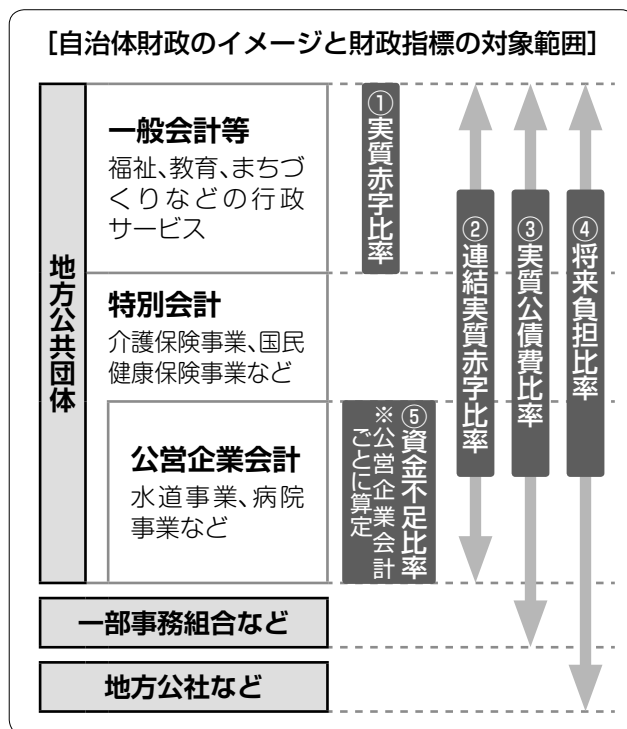 [自治体財政のイメージと財政指標の対象範囲]
地方公共団体
一般会計等
福祉、教育、まちづ
くりなどの行政
サービス
特別会計
介護保険事業、国民
健康保険事業など
公営企業会計
水道事業、病院
事業など
一部事務組合など
地方公社など
①実質赤字比率
②連結実質赤字比率
③実質公債費比率
④将来負担比率
⑤資金不足比率
※公営企業会計
ごとに算定